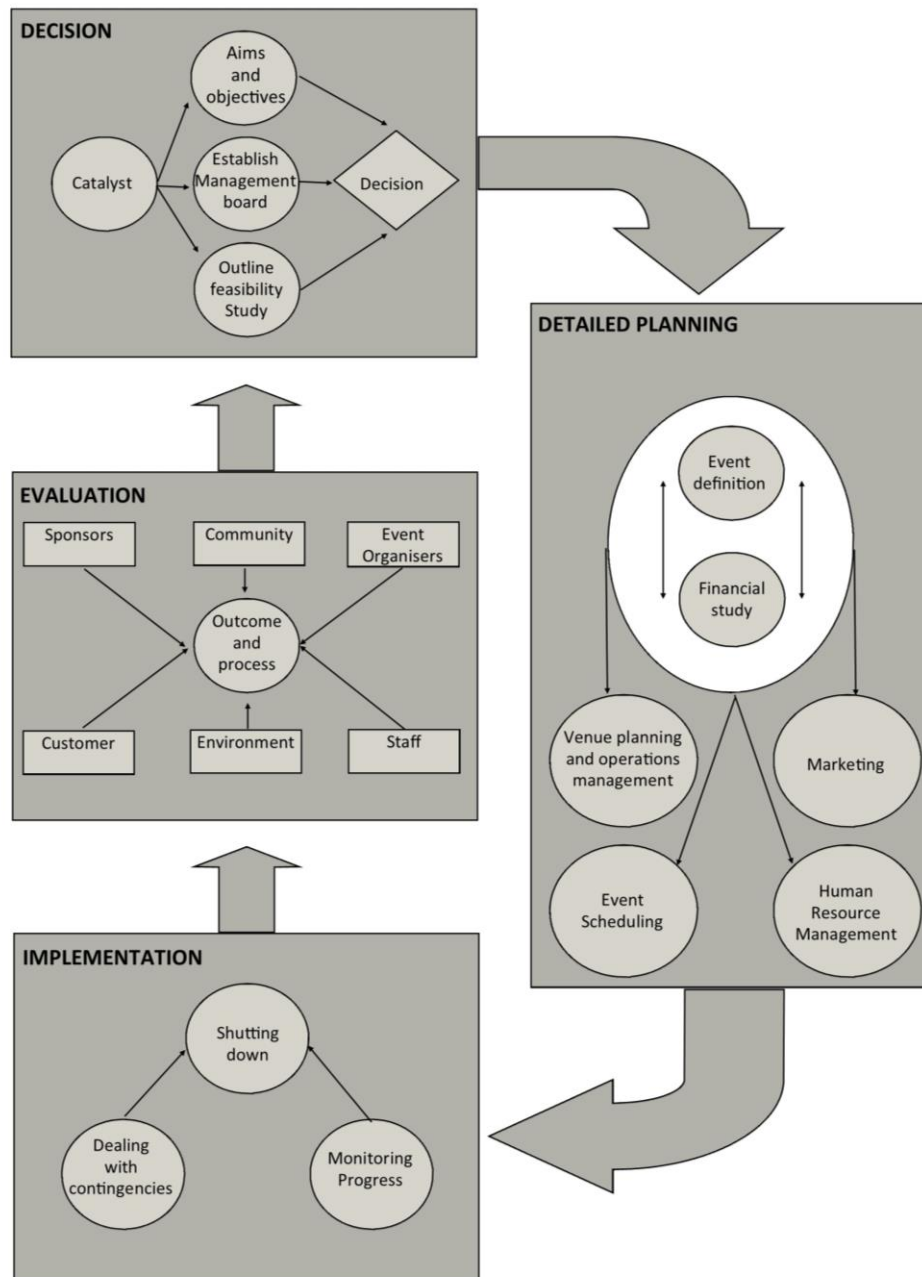 DECISION
Aims
and
objectives
Catalyst
Establish
Management
board
Decision
Outline
feasibility
Study
DETAILED PLANNING
Event
definition
Financial
study
Venue planning
and operations
management
Marketing
Event
Scheduling
Human
Resource
Management
EVALUATION
Sponsors
Community
Event
Organisers
Outcome
and
process
Customer
Environment
Staff
IMPLEMENTATION
Shutting
down
Dealing
with
contingencies
Monitoring
Progress